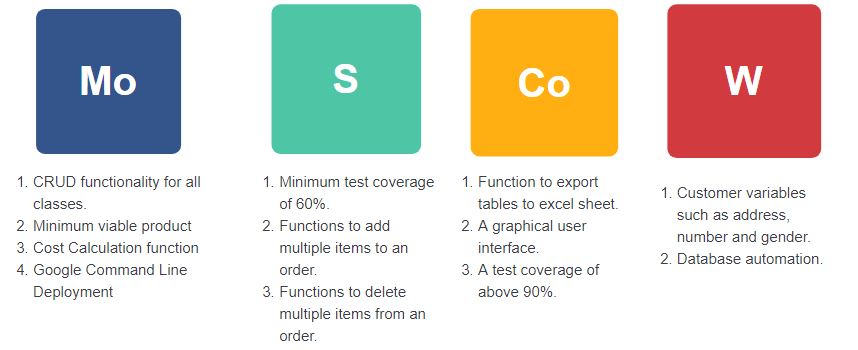 Mo
1. CRUD functionality for all
classes.
2. Minimum viable product
3. Cost Calculation function
4. Google Command Line
Deployment
S
1. Minimum test coverage
of 60%.
2. Functions to add
multiple items to an
order.
3. Functions to delete
multiple items from an
order.
Co
1. Function to export
tables to excel sheet.
2. A graphical user
interface.
3. A test coverage of
above 90%.
W
1. Customer variables
such as address,
number and gender.
2. Database automation.